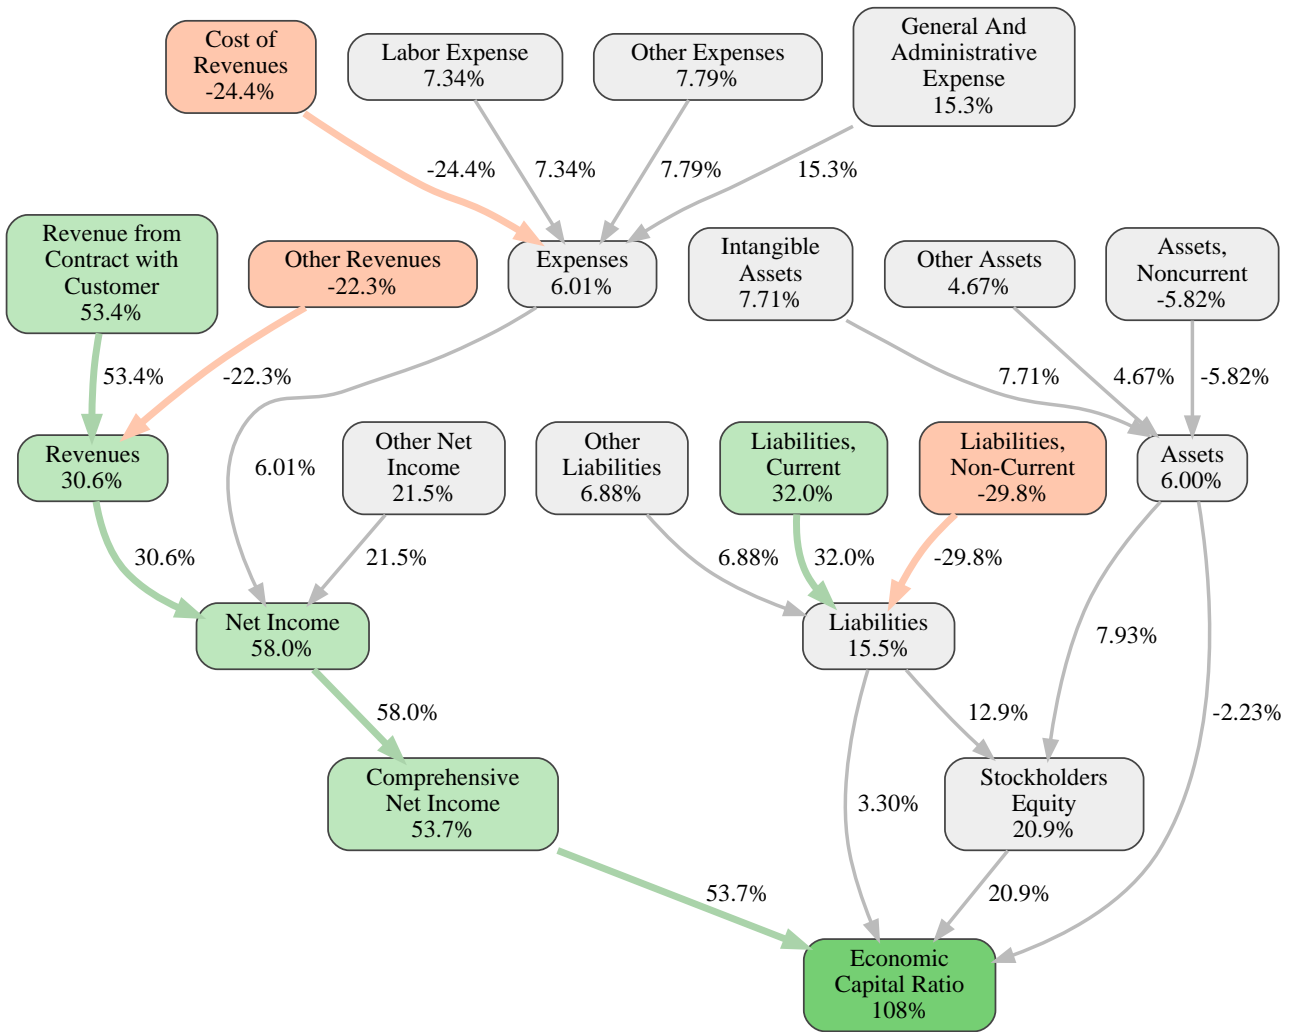 Cost of
Revenues
-24.4%
Labor Expense
7.34%
Other Expenses
7.79%
General And
Administrative
Expense
15.3%
-24.4%
7.34%
7.79%
15.3%
Revenue from
Contract with
Customer
53.4%
Other Revenues
-22.3%
Expenses
6.01%
Intangible
Assets
7.71%
Other Assets
4.67%
Assets,
Noncurrent
-5.82%
53.4%
-22.3%
7.71%
4.67%
-5.82%
Revenues
30.6%
6.01%
Other Net
Income
21.5%
Other
Liabilities
6.88%
Liabilities,
Current
32.0%
Liabilities,
Non-Current
-29.8%
Assets
6.00%
30.6%
21.5%
6.88%
32.0%
-29.8%
Net Income
58.0%
Liabilities
15.5%
7.93%
58.0%
12.9%
-2.23%
Comprehensive
Net Income
53.7%
3.30%
Stockholders
Equity
20.9%
53.7%
20.9%
Economic
Capital Ratio
108%